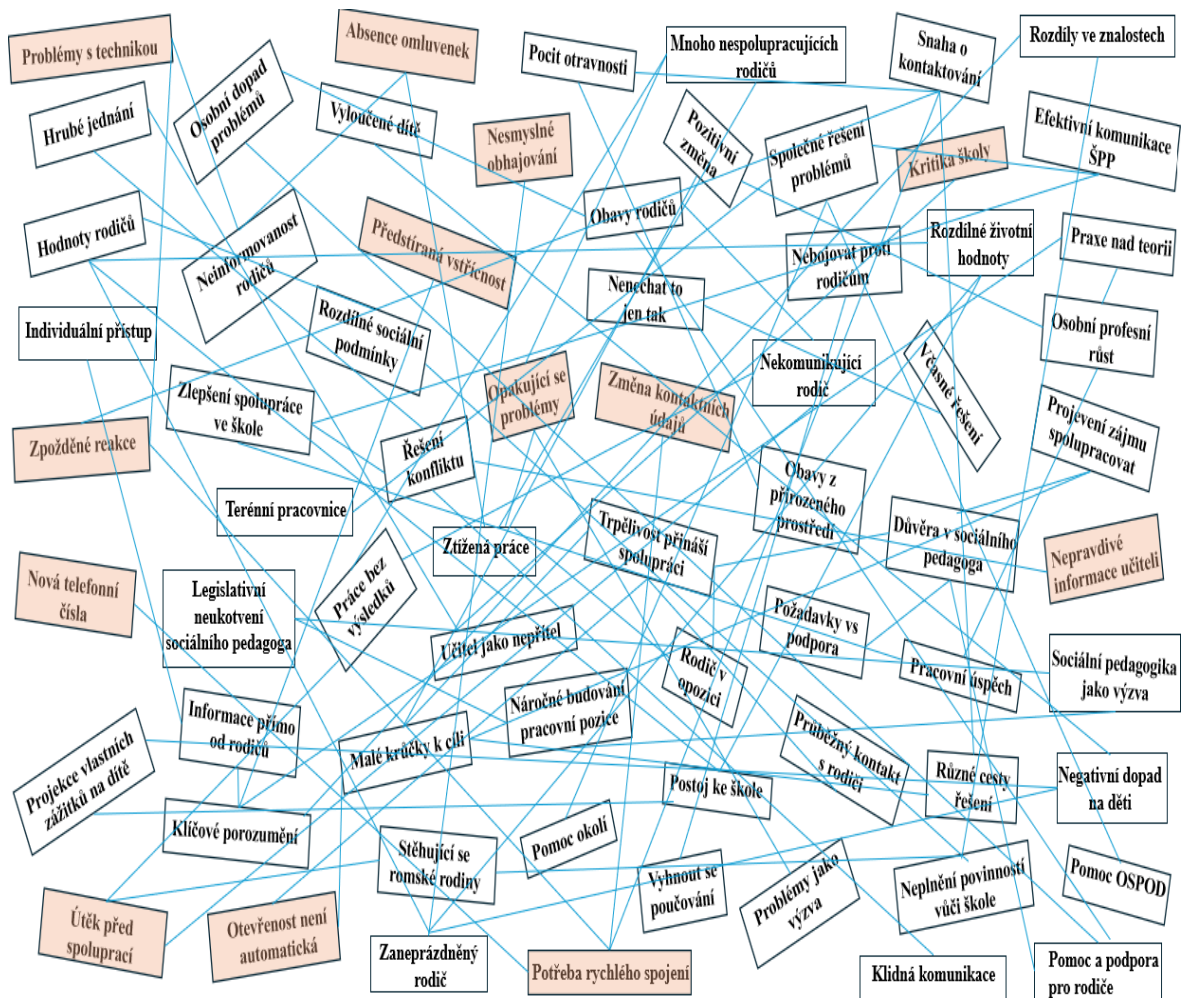 Problémy s technikou
Absence omluvenek
Pocit otravnosti
Mnoho nespolupracujících
rodičů
Snaha o
kontaktování
Rozdíly ve znalostech
Hrubé jednání
Osobní dopad
problémů
Vyloučené dítě
Nesmyslné
obhajování
Pozitivní
změna
Společné řešení
problémů
Kritika školy
Efektivní komunikace
ŠPP
Hodnoty rodičů
Neinformovanost
rodičů
Předstíraná vstřícnost
Obavy rodičů
Nebojovat proti
rodičům
Rozdílné životní
hodnoty
Praxe nad teorii
Individuální přístup
Rozdílné sociální
podmínky
Nenechat to
jen tak
Nekomunikující
rodič
Včasné řešení
Osobní profesní
růst
Zlepšení spolupráce
ve škole
Opakující se
problémy
Změna kontaktních
údajů
Projevení zájmu
spolupracovat
Zpožděné reakce
Řešení
konfliktu
Obavy z
přirozeného
prostředí
Terénní pracovnice
Ztížená práce
Trpělivost přináší
spolupráci
Důvěra v sociálního
pedagoga
Nepravdivé
informace učiteli
Nová telefonní
čísla
Legislativní
neukotvení
sociálního pedagoga
Práce bez
výsledků
Učitel jako nepřítel
Požadavky vs
podpora
Rodič v
opozici
Pracovní úspěch
Sociální pedagogika
jako výzva
Informace přímo
od rodičů
Malé krůčky k cíli
Náročné budování
pracovní pozice
Průběžný kontakt
s rodiči
Různé cesty
řešení
Negativní dopad
na děti
Projekce vlastních
zážitků na dítě
Klíčové porozumění
Postoj ke škole
Pomoc okolí
Stěhující se
romské rodiny
Vyhnout se
poučování
Problémy jako
výzva
Neplnění povinností
vůči škole
Pomoc OSPOD
Útěk před
spoluprací
Otevřenost není
automatická
Zaneprázdněný
rodič
Potřeba rychlého spojení
Klidná komunikace
Pomoc a podpora
pro rodiče